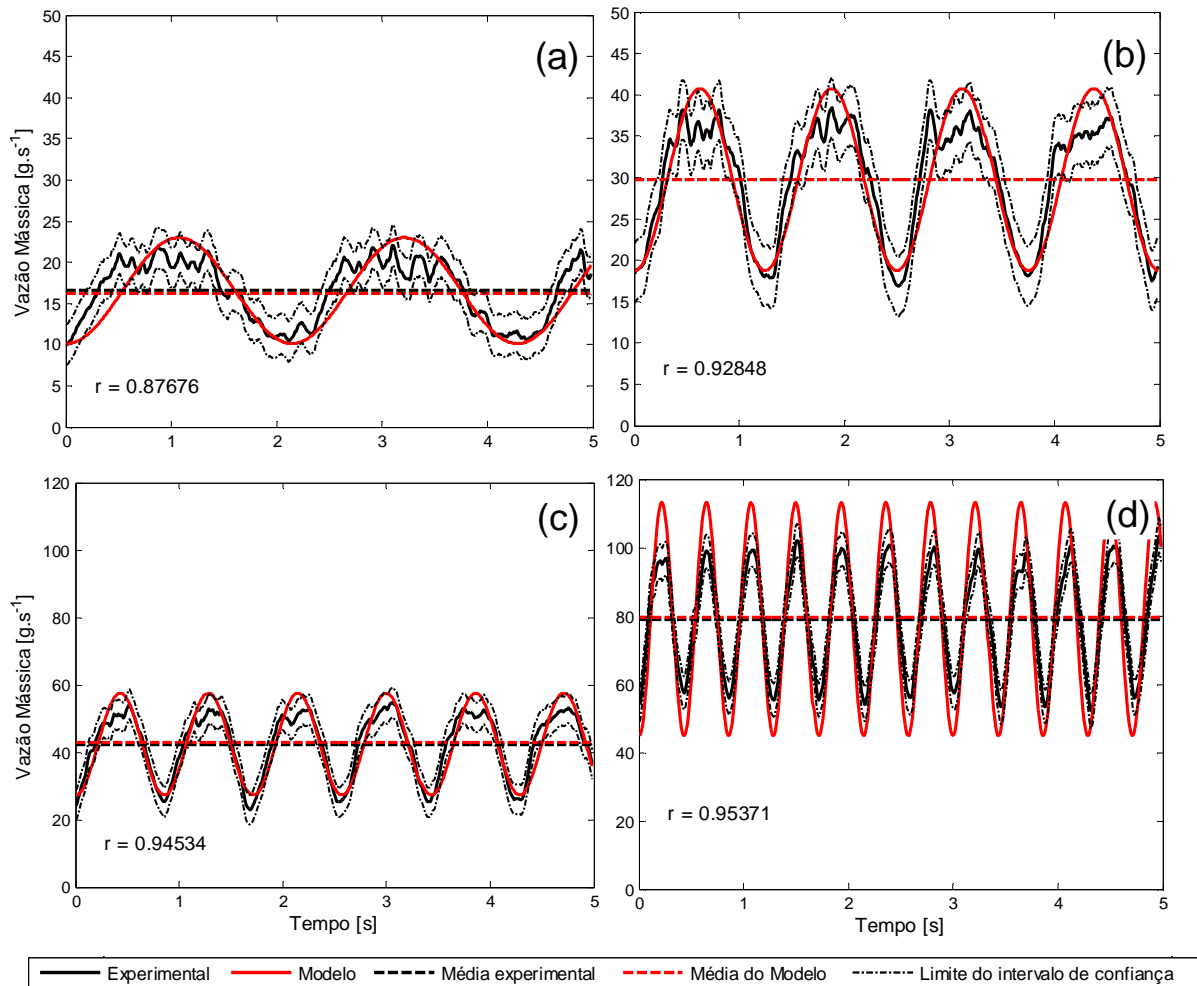 (a)
50
45
40
35
30
25
20
15
10
5
0
0 1 2 3 4 5
Vazão Mássica [g.s⁻¹]
r = 0.87676
(b)
50
45
40
35
30
25
20
15
10
5
0
0 1 2 3 4 5
r = 0.92848
(c)
120
100
80
60
40
20
0
0 1 2 3 4 5
Vazão Mássica [g.s⁻¹]
Tempo [s]
r = 0.94534
(d)
120
100
80
60
40
20
0
0 1 2 3 4 5
Tempo [s]
r = 0.95371
Experimental Modelo Média experimental Média do Modelo Limite do intervalo de confiança